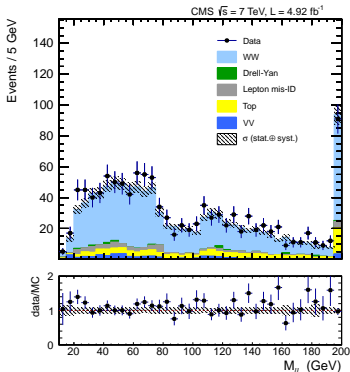 CMS √s = 7 TeV, L = 4.92 fb⁻¹
Events / 5 GeV
140
120
100
80
60
40
20
Data
WW
Drell-Yan
Lepton mis-ID
Top
VV
σ (stat.⊕ syst.)
data/MC
2
1
0
20 40 60 80 100 120 140 160 180 200
M_ll (GeV)